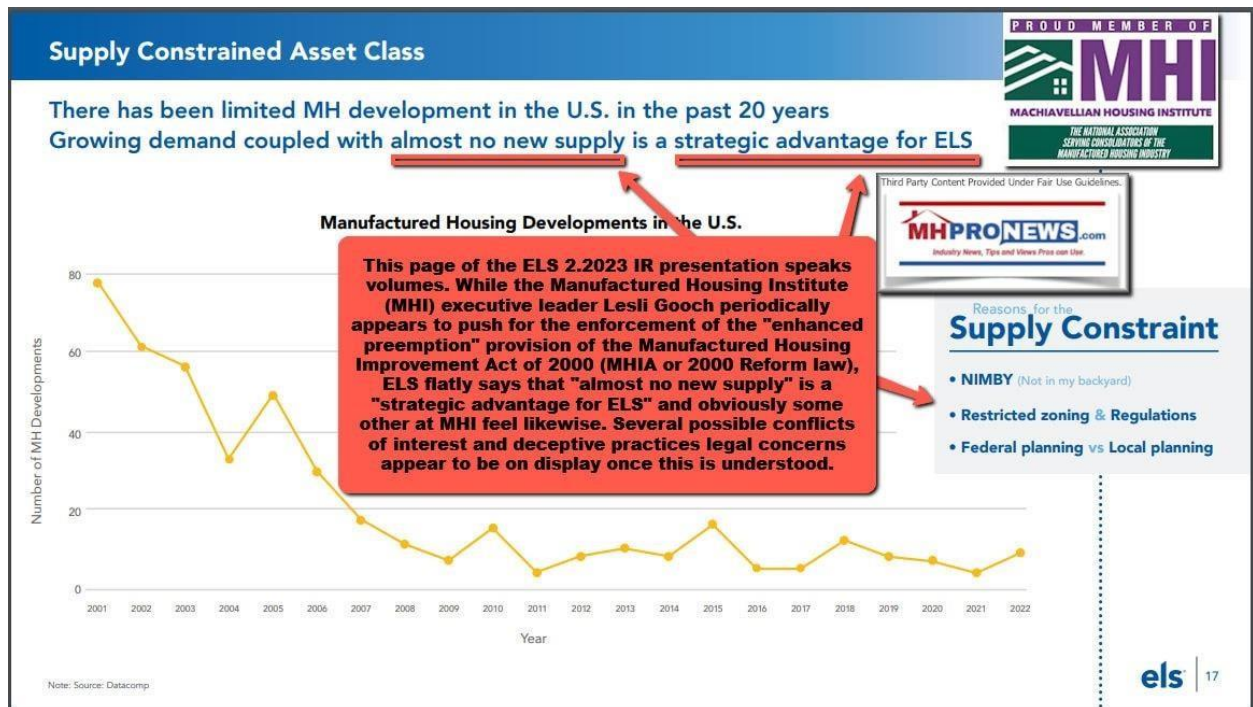 Supply Constrained Asset Class
PROUD MEMBER OF
MHI
MACHIAVELLIAN HOUSING INSTITUTE
THE NATIONAL ASSOCIATION
SERVING CONSOLIDATORS OF THE
MANUFACTURED HOUSING INDUSTRY
There has been limited MH development in the U.S. in the past 20 years
Growing demand coupled with almost no new supply is a strategic advantage for ELS
Third Party Content Provided Under Fair Use Guidelines.
MHPRONEWS.com
Industry News, Tips and Views Pros can Use.
Manufactured Housing Developments in the U.S.
This page of the ELS 2.2023 IR presentation speaks
volumes. While the Manufactured Housing Institute
(MHI) executive leader Lesli Gooch periodically
appears to push for the enforcement of the "enhanced
preemption" provision of the Manufactured Housing
Improvement Act of 2000 (MHIA or 2000 Reform law),
ELS flatly says that "almost no new supply" is a
"strategic advantage for ELS" and obviously some
other at MHI feel likewise. Several possible conflicts
of interest and deceptive practices legal concerns
appear to be on display once this is understood.
Reasons for the
Supply Constraint
• NIMBY (Not in my backyard)
• Restricted zoning & Regulations
• Federal planning vs Local planning
Number of MH Developments
80
60
40
20
0
2001 2002 2003 2004 2005 2006 2007 2008 2009 2010 2011 2012 2013 2014 2015 2016 2017 2018 2019 2020 2021 2022
Year
Note: Source: Datacomp
els 17